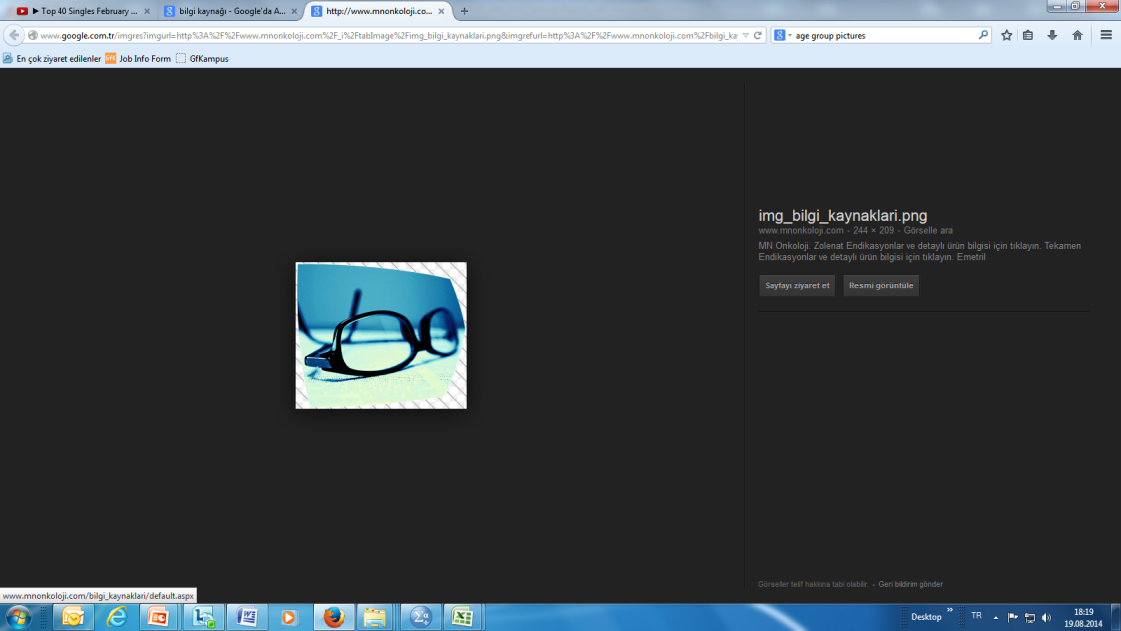 ▶ Top 40 Singles February ...
bilgi kaynağı - Google'da A...
http://www.mnonkoloji.co...
www.google.com.tr/imgres?imgurl=http%3A%2F%2Fwww.mnonkoloji.com%2F_i%2FtabImage%2Fimg_bilgi_kaynaklari.png&imgrefurl=http%3A%2F%2Fwww.mnonkoloji.com%2Fbilgi_ka
age group pictures
En çok ziyaret edilenler
Job Info Form
GfKampus
img_bilgi_kaynaklari.png
www.mnonkoloji.com - 244 × 209 - Görselle ara
MN Onkoloji. Zolenat Endikasyonlar ve detaylı ürün bilgisi için tıklayın. Tekamen
Endikasyonlar ve detaylı ürün bilgisi için tıklayın. Emetril
Sayfayı ziyaret et
Resmi görüntüle
Görseller telif hakkına tabi olabilir. - Geri bildirim gönder
www.mnonkoloji.com/bilgi_kaynaklari/default.aspx
Desktop
TR
18:19
19.08.2014